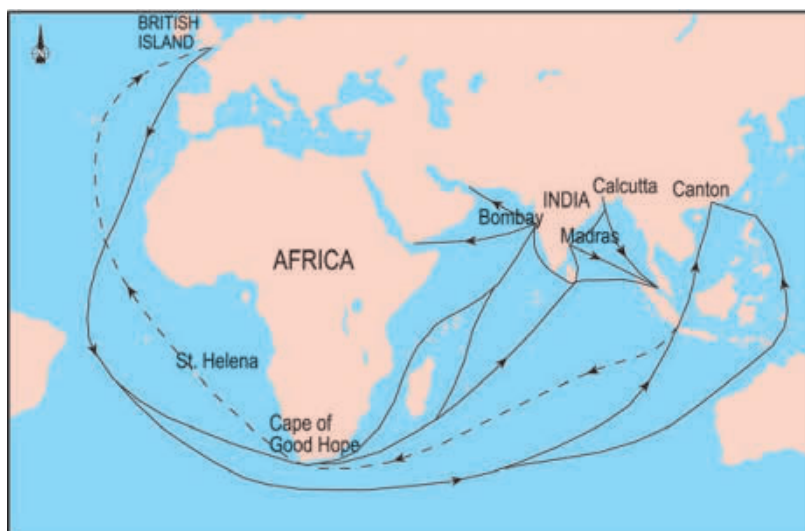 BRITISH
ISLAND
N
INDIA
Calcutta
Canton
Bombay
Madras
AFRICA
St. Helena
Cape of
Good Hope